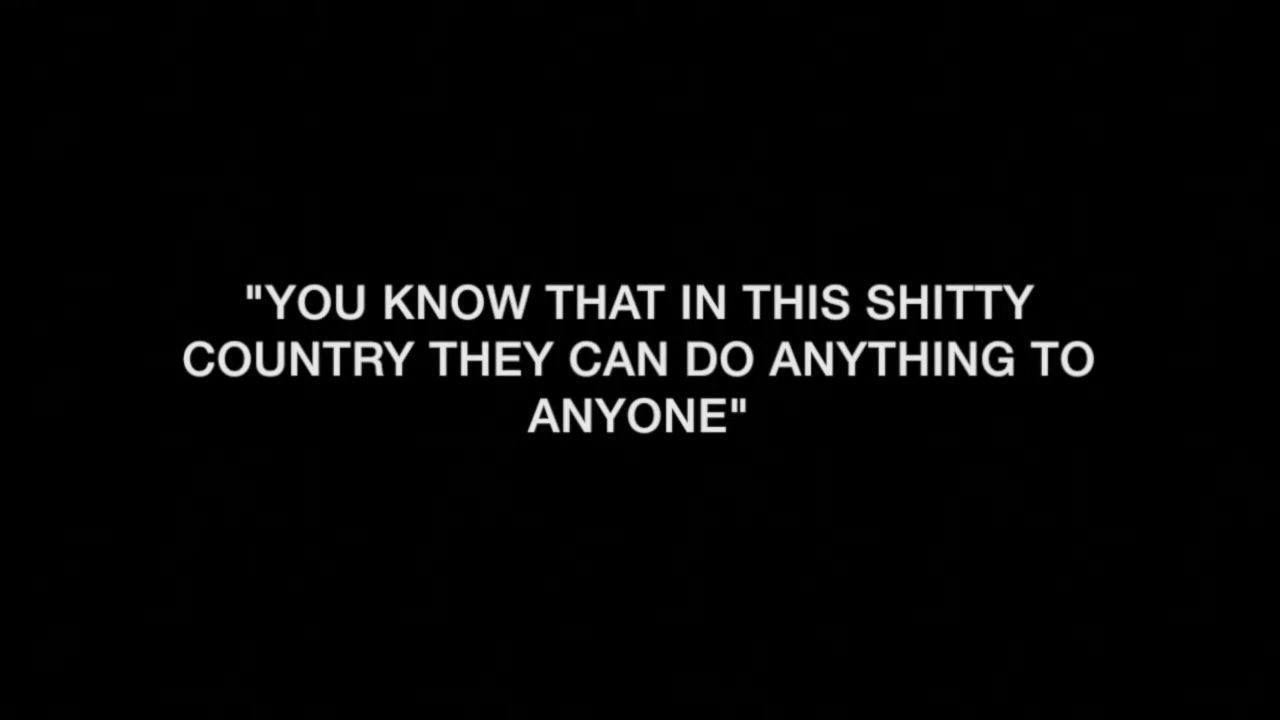 "YOU KNOW THAT IN THIS SHITTY
COUNTRY THEY CAN DO ANYTHING TO
ANYONE"